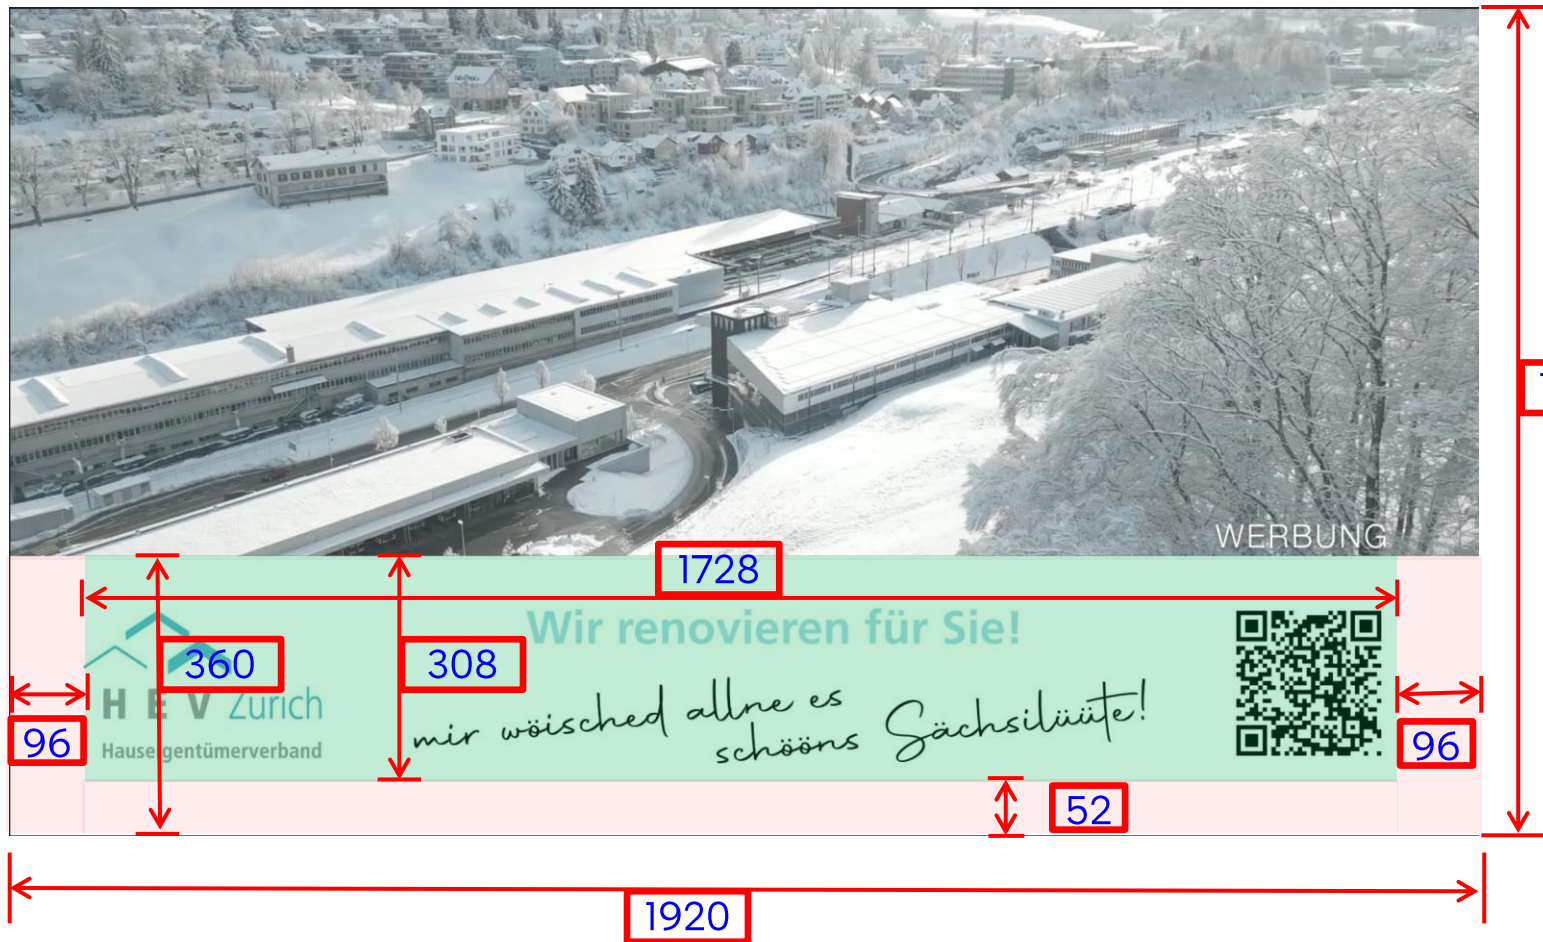 WERBUNG
1728
Wir renovieren für Sie!
360
308
H E V Zürich
mir wöisched allne es
schööns Sächsilüüte!
96
Hauseigentümerverband
96
52
1920